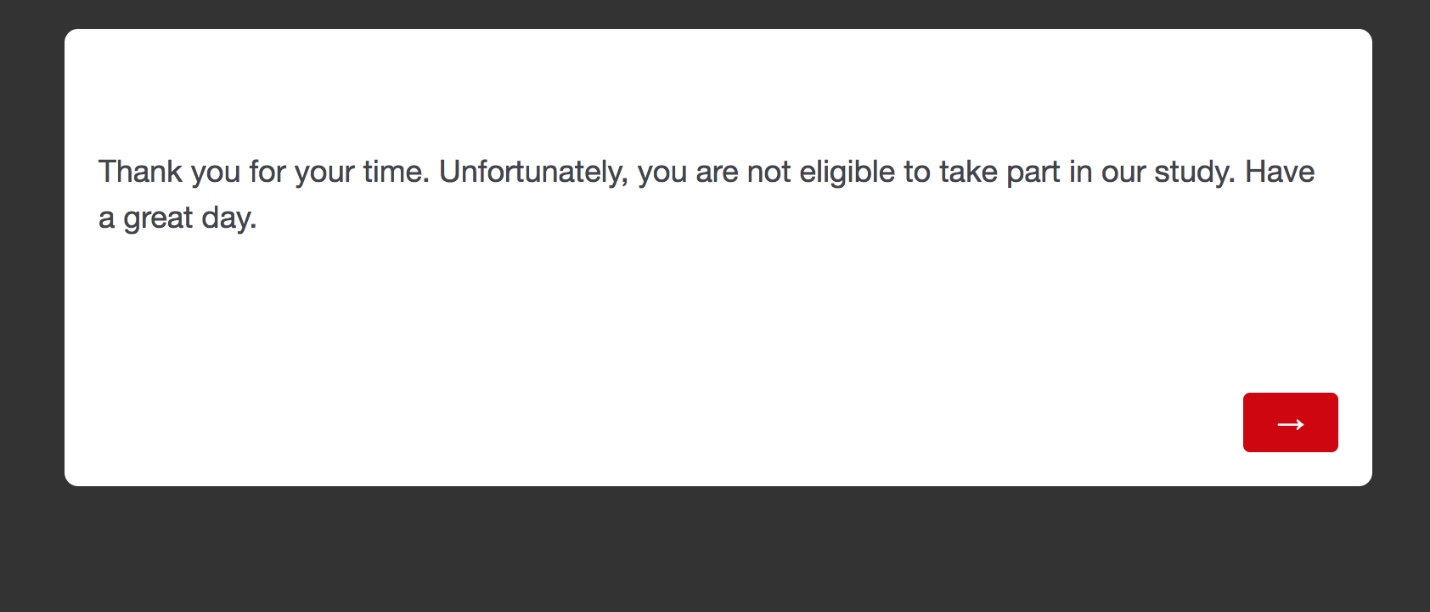 Thank you for your time. Unfortunately, you are not eligible to take part in our study. Have
a great day.
→